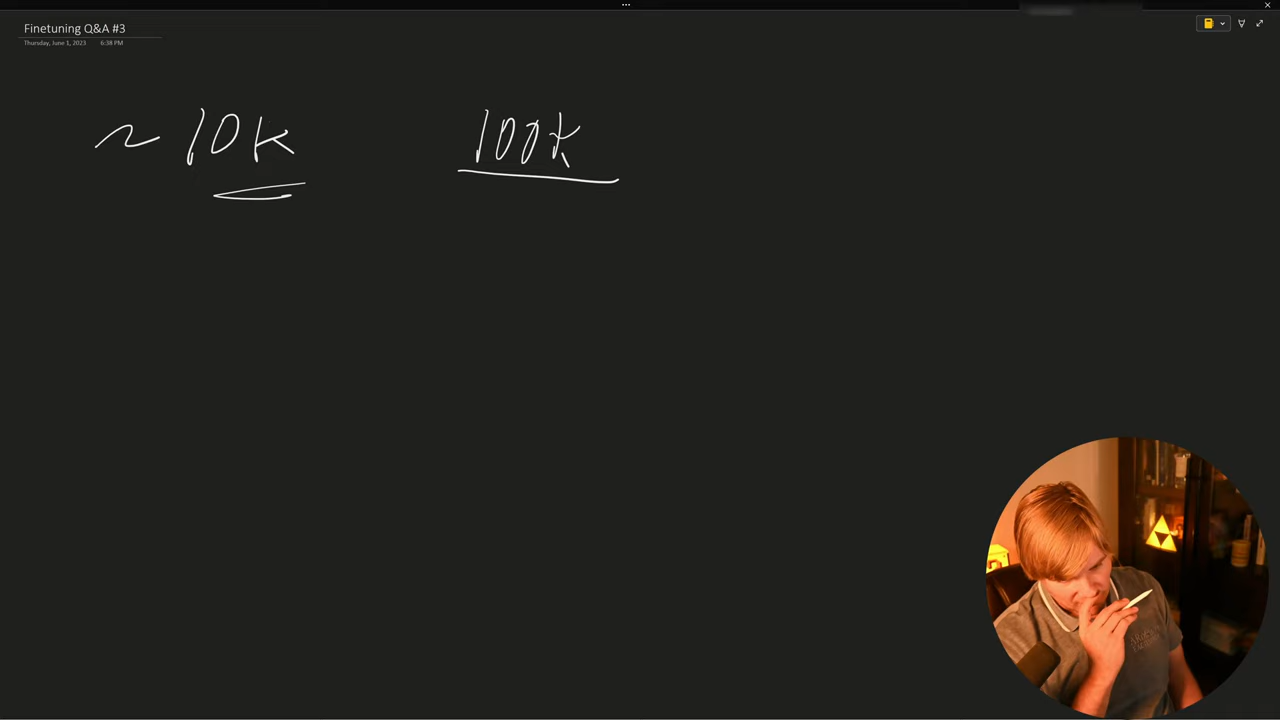 Finetuning Q&A #3
Thursday, June 1, 2023 6:38 PM
~ 10k 100k